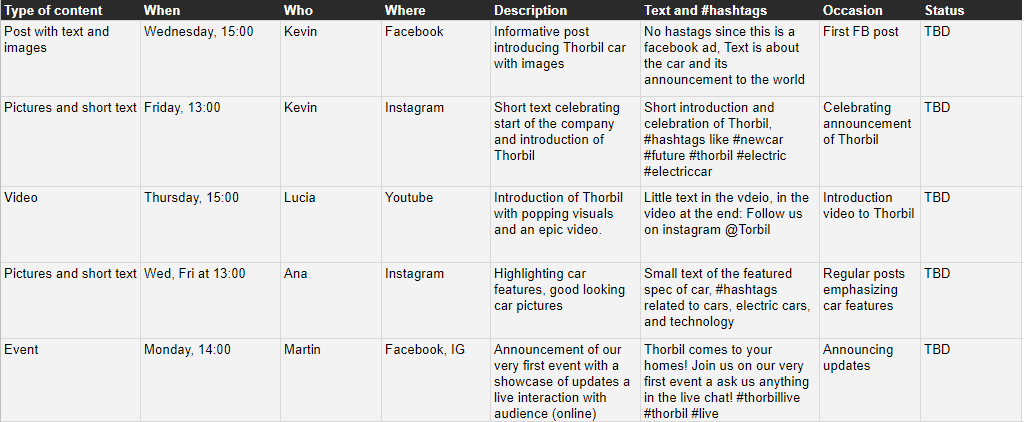 Type of content When Who Where Description Text and #hashtags Occasion Status
Post with text and images Wednesday, 15:00 Kevin Facebook Informative post introducing Thorbil car with images No hastags since this is a facebook ad, Text is about the car and its announcement to the world First FB post TBD
Pictures and short text Friday, 13:00 Kevin Instagram Short text celebrating start of the company and introduction of Thorbil Short introduction and celebration of Thorbil, #hashtags like #newcar #future #thorbil #electric #electriccar Celebrating announcement of Thorbil TBD
Video Thursday, 15:00 Lucia Youtube Introduction of Thorbil with popping visuals and an epic video. Little text in the vdeio, in the video at the end: Follow us on instagram @Torbil Introduction video to Thorbil TBD
Pictures and short text Wed, Fri at 13:00 Ana Instagram Highlighting car features, good looking car pictures Small text of the featured spec of car, #hashtags related to cars, electric cars, and technology Regular posts emphasizing car features TBD
Event Monday, 14:00 Martin Facebook, IG Announcement of our very first event with a showcase of updates a live interaction with audience (online) Thorbil comes to your homes! Join us on our very first event a ask us anything in the live chat! #thorbillive #thorbil #live Announcing updates TBD